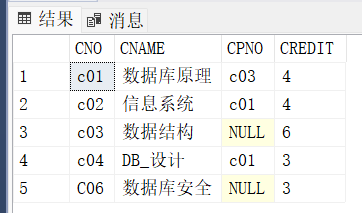 结果 消息
CNO CNAME CPNO CREDIT
1 c01 数据库原理 c03 4
2 c02 信息系统 c01 4
3 c03 数据结构 NULL 6
4 c04 DB_设计 c01 3
5 C06 数据库安全 NULL 3